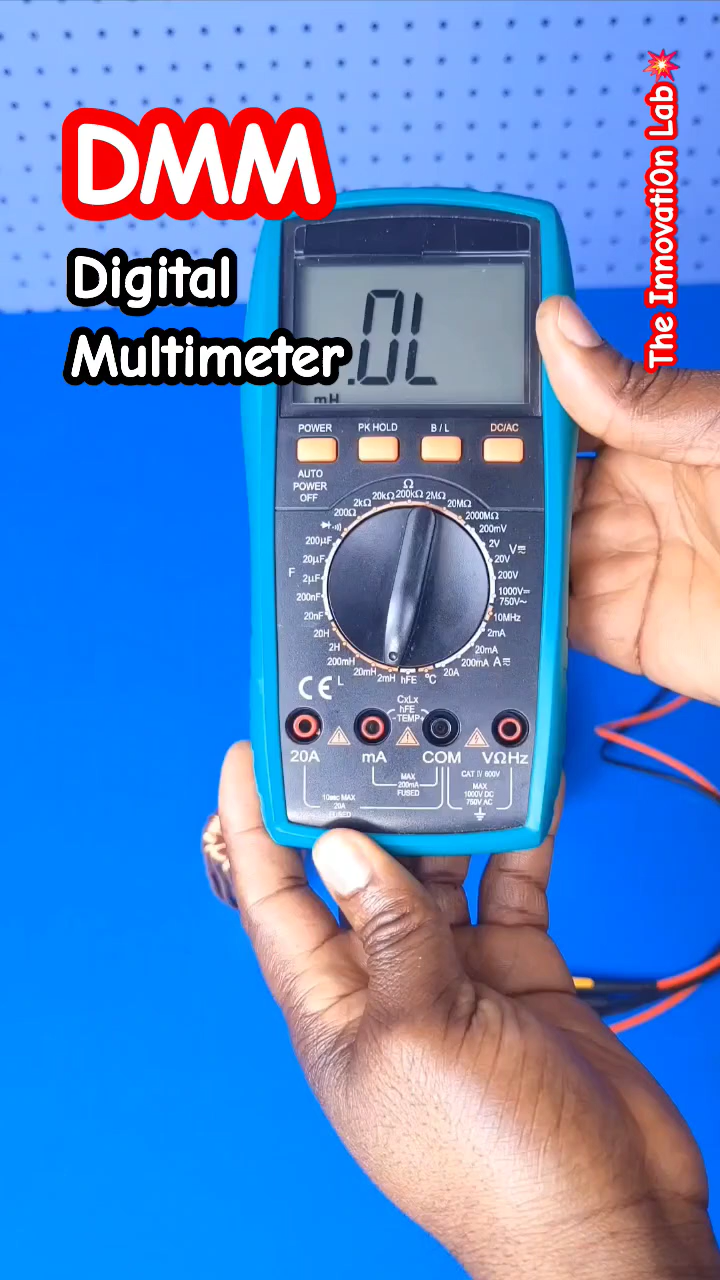 The Innovati0n Lab
DMM
Digital
Multimeter
.0L
mH
POWER
PK HOLD
B / L
DC/AC
AUTO
POWER
OFF
Ω
200Ω
2kΩ
20kΩ
200kΩ
2MΩ
20MΩ
2000MΩ
200mV
2V
V
20V
200V
1000V
750V~
10MHz
2mA
20mA
200mA
A
20A
°C
hFE
2mH
20mH
200mH
2H
20H
L
20nF
200nF
2μF
F
20μF
200μF
CE
CxLx
hFE
TEMP
20A
mA
COM
VΩHz
10sec MAX
20A
FUSED
MAX
200mA
FUSED
CAT IV 600V
MAX
1000V DC
750V AC